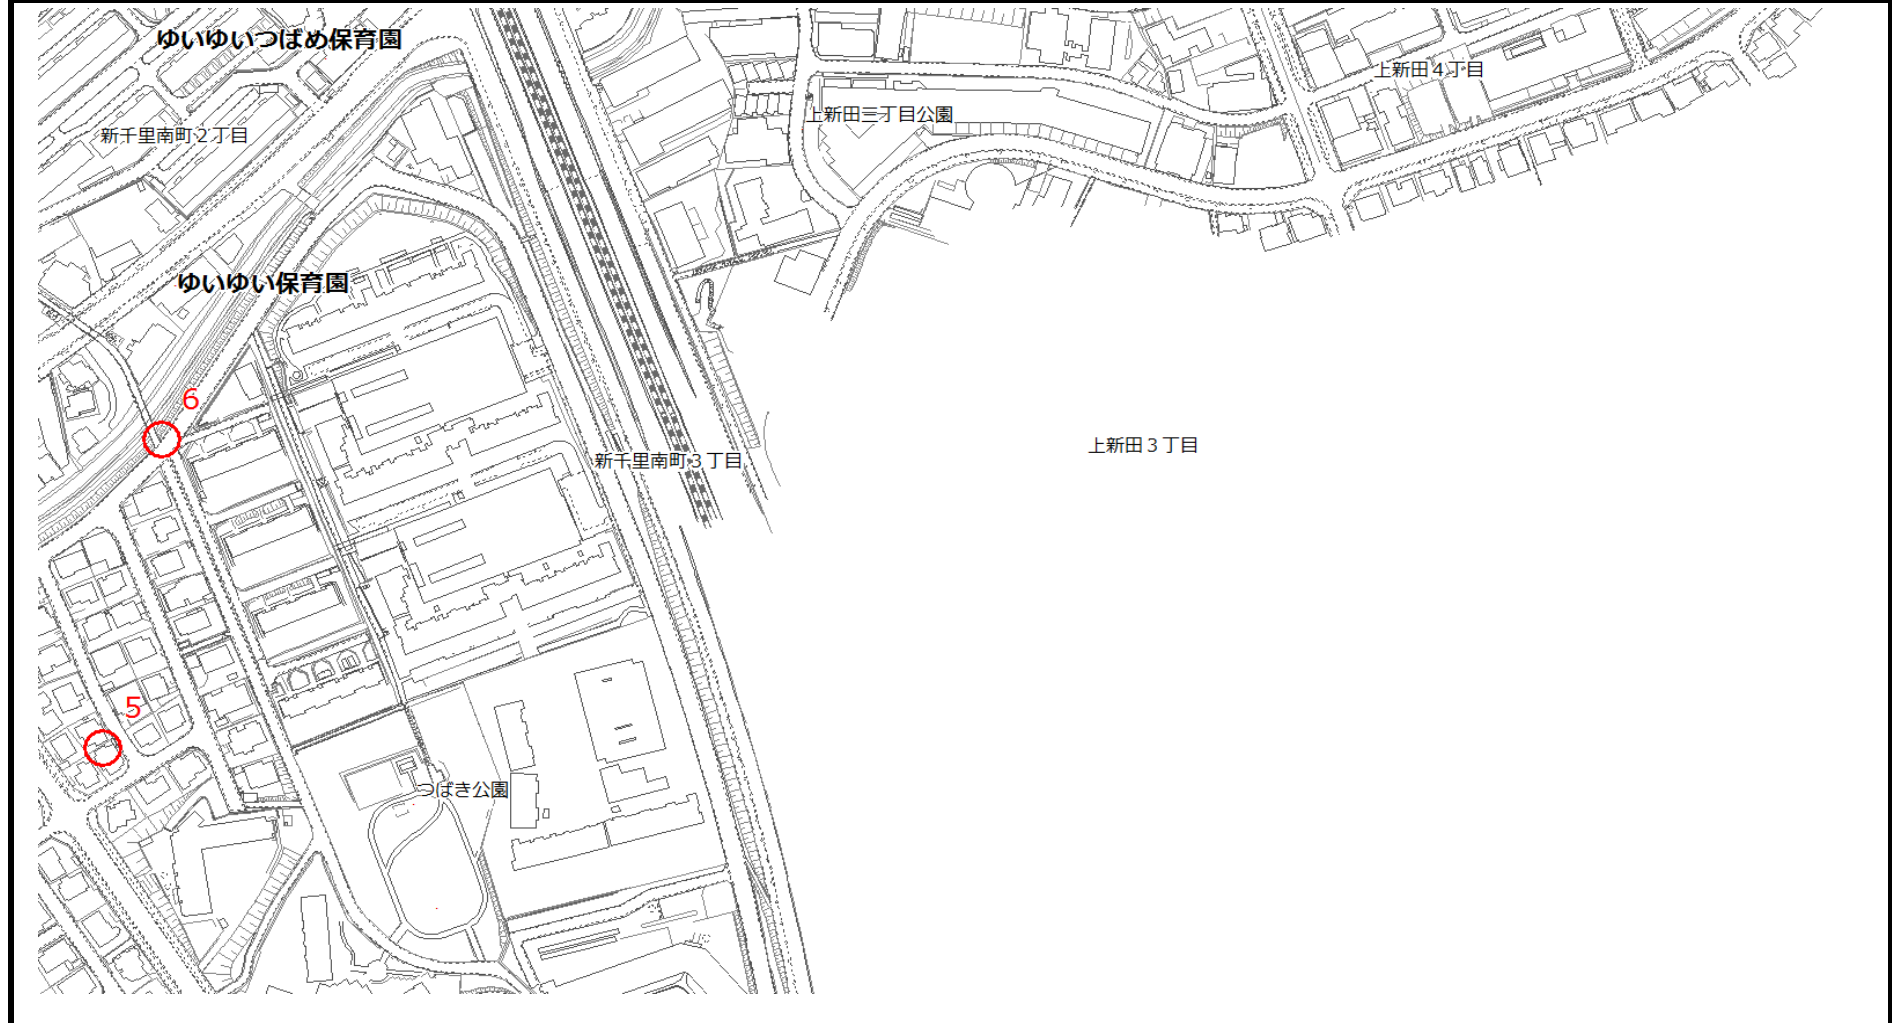 ゆいゆいつばめ保育園
上新田４丁目
上新田三丁目公園
新千里南町２丁目
ゆいゆい保育園
6
上新田３丁目
新千里南町３丁目
5
つばき公園